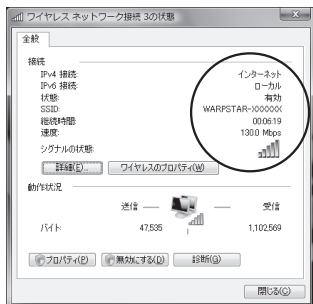 ワイヤレス ネットワーク接続 3の状態
全般
接続
IPv4 接続: インターネット
IPv6 接続: ローカル
状態: 有効
SSID: WARPSTAR-XXXXXX
継続時間: 00:06:19
速度: 130.0 Mbps
シグナルの状態:
詳細(E)... ワイヤレスのプロパティ(W)
動作状況
送信 受信
バイト: 47,535 1,102,569
プロパティ(P) 無効にする(D) 診断(G)
閉じる(C)